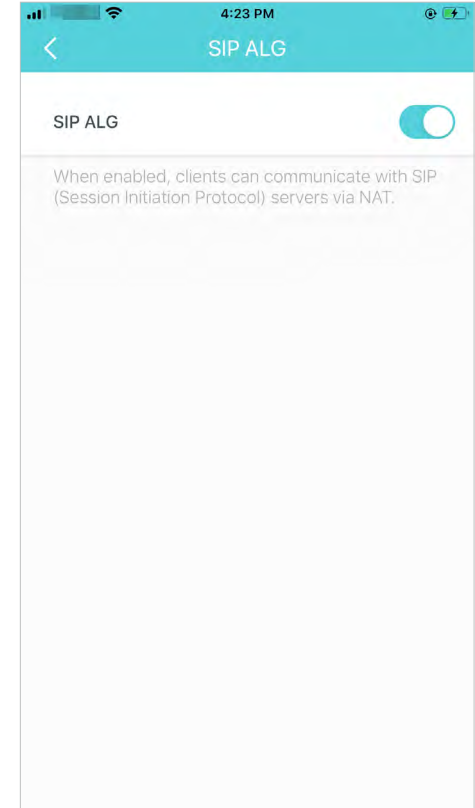 4:23 PM
SIP ALG
SIP ALG
When enabled, clients can communicate with SIP
(Session Initiation Protocol) servers via NAT.